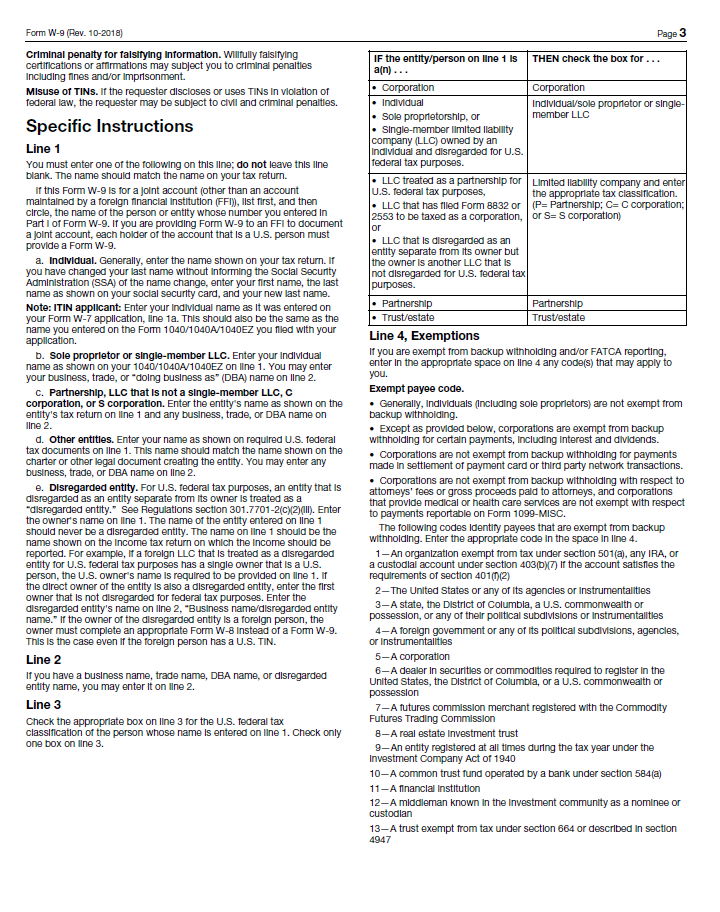 Form W-9 (Rev. 10-2018)
Page 3
Criminal penalty for falsifying information. Willfully falsifying
certifications or affirmations may subject you to criminal penalties
including fines and/or imprisonment.
Misuse of TINs. If the requester discloses or uses TINs in violation of
federal law, the requester may be subject to civil and criminal penalties.
Specific Instructions
Line 1
You must enter one of the following on this line; do not leave this line
blank. The name should match the name on your tax return.
If this Form W-9 is for a joint account (other than an account
maintained by a foreign financial institution (FFI)), list first, and then
circle, the name of the person or entity whose number you entered in
Part I of Form W-9. If you are providing Form W-9 to an FFI to document
a joint account, each holder of the account that is a U.S. person must
provide a Form W-9.
a. Individual. Generally, enter the name shown on your tax return. If
you have changed your last name without informing the Social Security
Administration (SSA) of the name change, enter your first name, the last
name as shown on your social security card, and your new last name.
Note: ITIN applicant: Enter your individual name as it was entered on
your Form W-7 application, line 1a. This should also be the same as the
name you entered on the Form 1040/1040A/1040EZ you filed with your
application.
b. Sole proprietor or single-member LLC. Enter your individual
name as shown on your 1040/1040A/1040EZ on line 1. You may enter
your business, trade, or "doing business as" (DBA) name on line 2.
c. Partnership, LLC that is not a single-member LLC, C
corporation, or S corporation. Enter the entity's name as shown on the
entity's tax return on line 1 and any business, trade, or DBA name on
line 2.
d. Other entities. Enter your name as shown on required U.S. federal
tax documents on line 1. This name should match the name shown on the
charter or other legal document creating the entity. You may enter any
business, trade, or DBA name on line 2.
e. Disregarded entity. For U.S. federal tax purposes, an entity that is
disregarded as an entity separate from its owner is treated as a
"disregarded entity." See Regulations section 301.7701-2(c)(2)(iii). Enter
the owner's name on line 1. The name of the entity entered on line 1
should never be a disregarded entity. The name on line 1 should be the
name shown on the income tax return on which the income should be
reported. For example, if a foreign LLC that is treated as a disregarded
entity for U.S. federal tax purposes has a single owner that is a U.S.
person, the U.S. owner's name is required to be provided on line 1. If
the direct owner of the entity is also a disregarded entity, enter the first
owner that is not disregarded for federal tax purposes. Enter the
disregarded entity's name on line 2, "Business name/disregarded entity
name." If the owner of the disregarded entity is a foreign person, the
owner must complete an appropriate Form W-8 instead of a Form W-9.
This is the case even if the foreign person has a U.S. TIN.
Line 2
If you have a business name, trade name, DBA name, or disregarded
entity name, you may enter it on line 2.
Line 3
Check the appropriate box on line 3 for the U.S. federal tax
classification of the person whose name is entered on line 1. Check only
one box on line 3.
IF the entity/person on line 1 is
a(n) . . .
THEN check the box for . . .
• Corporation
Corporation
• Individual
• Sole proprietorship, or
• Single-member limited liability
company (LLC) owned by an
individual and disregarded for U.S.
federal tax purposes.
Individual/sole proprietor or single-
member LLC
• LLC treated as a partnership for
U.S. federal tax purposes,
• LLC that has filed Form 8832 or
2553 to be taxed as a corporation,
or
• LLC that is disregarded as an
entity separate from its owner but
the owner is another LLC that is
not disregarded for U.S. federal tax
purposes.
Limited liability company and enter
the appropriate tax classification.
(P= Partnership; C= C corporation;
or S= S corporation)
• Partnership
Partnership
• Trust/estate
Trust/estate
Line 4, Exemptions
If you are exempt from backup withholding and/or FATCA reporting,
enter in the appropriate space on line 4 any code(s) that may apply to
you.
Exempt payee code.
• Generally, individuals (including sole proprietors) are not exempt from
backup withholding.
• Except as provided below, corporations are exempt from backup
withholding for certain payments, including interest and dividends.
• Corporations are not exempt from backup withholding for payments
made in settlement of payment card or third party network transactions.
• Corporations are not exempt from backup withholding with respect to
attorneys' fees or gross proceeds paid to attorneys, and corporations
that provide medical or health care services are not exempt with respect
to payments reportable on Form 1099-MISC.
The following codes identify payees that are exempt from backup
withholding. Enter the appropriate code in the space in line 4.
1—An organization exempt from tax under section 501(a), any IRA, or
a custodial account under section 403(b)(7) if the account satisfies the
requirements of section 401(f)(2)
2—The United States or any of its agencies or instrumentalities
3—A state, the District of Columbia, a U.S. commonwealth or
possession, or any of their political subdivisions or instrumentalities
4—A foreign government or any of its political subdivisions, agencies,
or instrumentalities
5—A corporation
6—A dealer in securities or commodities required to register in the
United States, the District of Columbia, or a U.S. commonwealth or
possession
7—A futures commission merchant registered with the Commodity
Futures Trading Commission
8—A real estate investment trust
9—An entity registered at all times during the tax year under the
Investment Company Act of 1940
10—A common trust fund operated by a bank under section 584(a)
11—A financial institution
12—A middleman known in the investment community as a nominee or
custodian
13—A trust exempt from tax under section 664 or described in section
4947